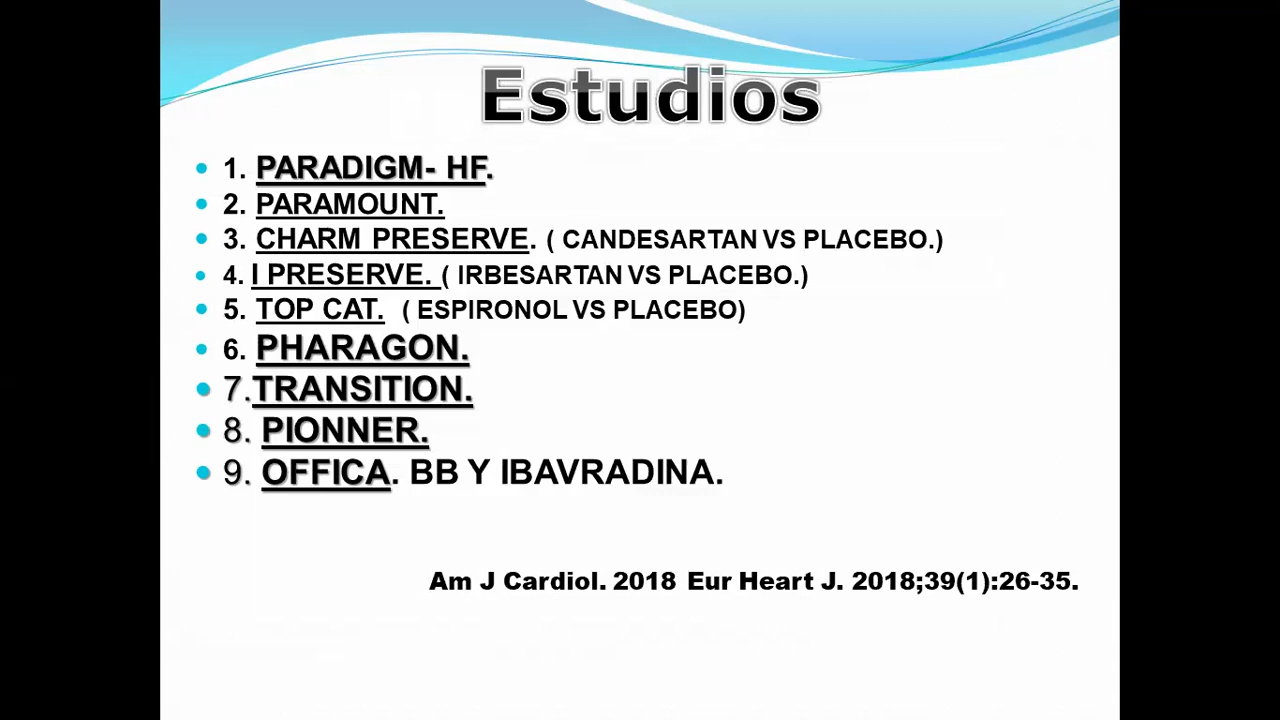 Estudios
• 1. PARADIGM- HF.
• 2. PARAMOUNT.
• 3. CHARM PRESERVE. ( CANDESARTAN VS PLACEBO.)
• 4. I PRESERVE. ( IRBESARTAN VS PLACEBO.)
• 5. TOP CAT. ( ESPIRONOL VS PLACEBO)
• 6. PHARAGON.
• 7.TRANSITION.
• 8. PIONNER.
• 9. OFFICA. BB Y IBAVRADINA.
Am J Cardiol. 2018 Eur Heart J. 2018;39(1):26-35.